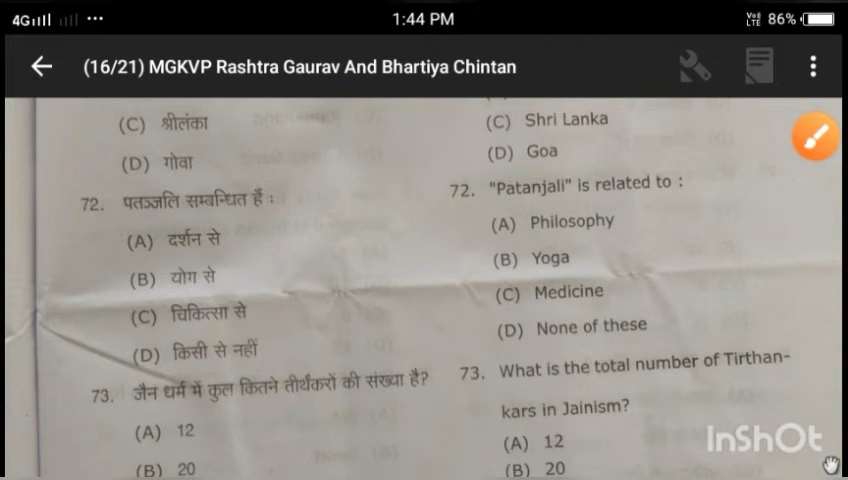 4G
1:44 PM
VoLTE 86%
(16/21) MGKVP Rashtra Gaurav And Bhartiya Chintan
(C) श्रीलंका
(D) गोवा
72. पतञ्जलि सम्बन्धित हैं :
(A) दर्शन से
(B) योग से
(C) चिकित्सा से
(D) किसी से नहीं
73. जैन धर्म में कुल कितने तीर्थंकरों की संख्या है?
(A) 12
(B) 20
(C) Shri Lanka
(D) Goa
72. "Patanjali" is related to :
(A) Philosophy
(B) Yoga
(C) Medicine
(D) None of these
73. What is the total number of Tirthan-
kars in Jainism?
(A) 12
(B) 20
InShOt